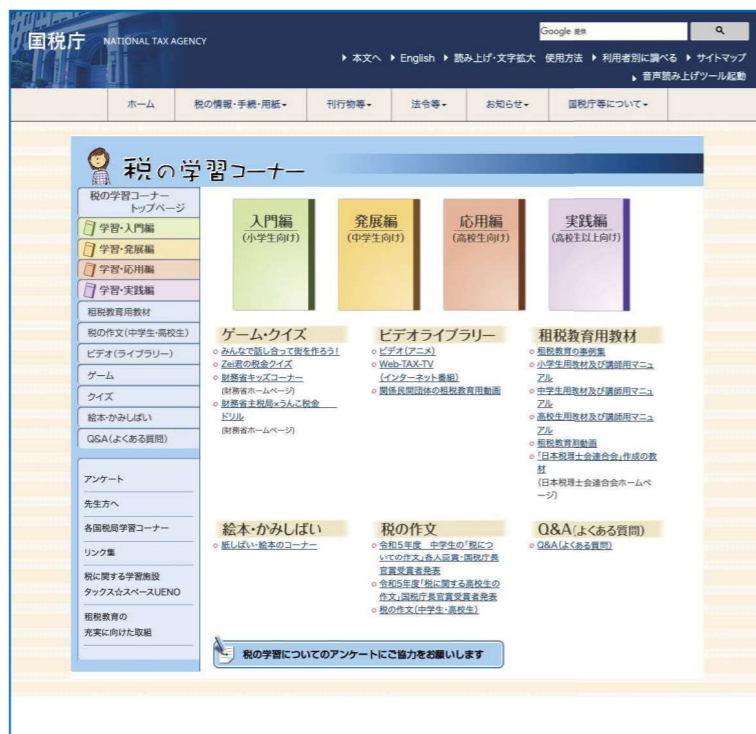 国税庁 NATIONAL TAX AGENCY
Google 提供
本文へ English 読み上げ・文字拡大 使用方法 利用者別に調べる サイトマップ
音声読み上げツール起動
ホーム 税の情報・手続・用紙 刊行物等 法令等 お知らせ 国税庁等について
税の学習コーナー
税の学習コーナー
トップページ
学習・入門編
学習・発展編
学習・応用編
学習・実践編
租税教育用教材
税の作文(中学生・高校生)
ビデオ(ライブラリー)
ゲーム
クイズ
絵本・かみしばい
Q&A(よくある質問)
アンケート
先生方へ
各国税局学習コーナー
リンク集
税に関する学習施設
タックス☆スペースUENO
租税教育の
充実に向けた取組
入門編
(小学生向け)
発展編
(中学生向け)
応用編
(高校生向け)
実践編
(高校生以上向け)
ゲーム・クイズ
みんなで話し合って街を作ろう!
Zei君の税金クイズ
財務省キッズコーナー
(財務省ホームページ)
財務省主税局×うんこ税金
ドリル
(財務省ホームページ)
ビデオライブラリー
ビデオ(アニメ)
Web-TAX-TV
(インターネット番組)
関係民間団体の租税教育用動画
租税教育用教材
租税教育の事例集
小学生用教材及び講師用マニュ
アル
中学生用教材及び講師用マニュ
アル
高校生用教材及び講師用マニュ
アル
租税教育用動画
「日本税理士会連合会」作成の教
材
(日本税理士会連合会ホームペ
ージ)
絵本・かみしばい
紙しばい・絵本のコーナー
税の作文
令和5年度 中学生の「税につ
いての作文」各人臣賞・国税庁長
官賞受賞者発表
令和5年度「税に関する高校生の
作文」国税庁長官賞受賞者発表
税の作文(中学生・高校生)
Q&A(よくある質問)
Q&A(よくある質問)
税の学習についてのアンケートにご協力をお願いします